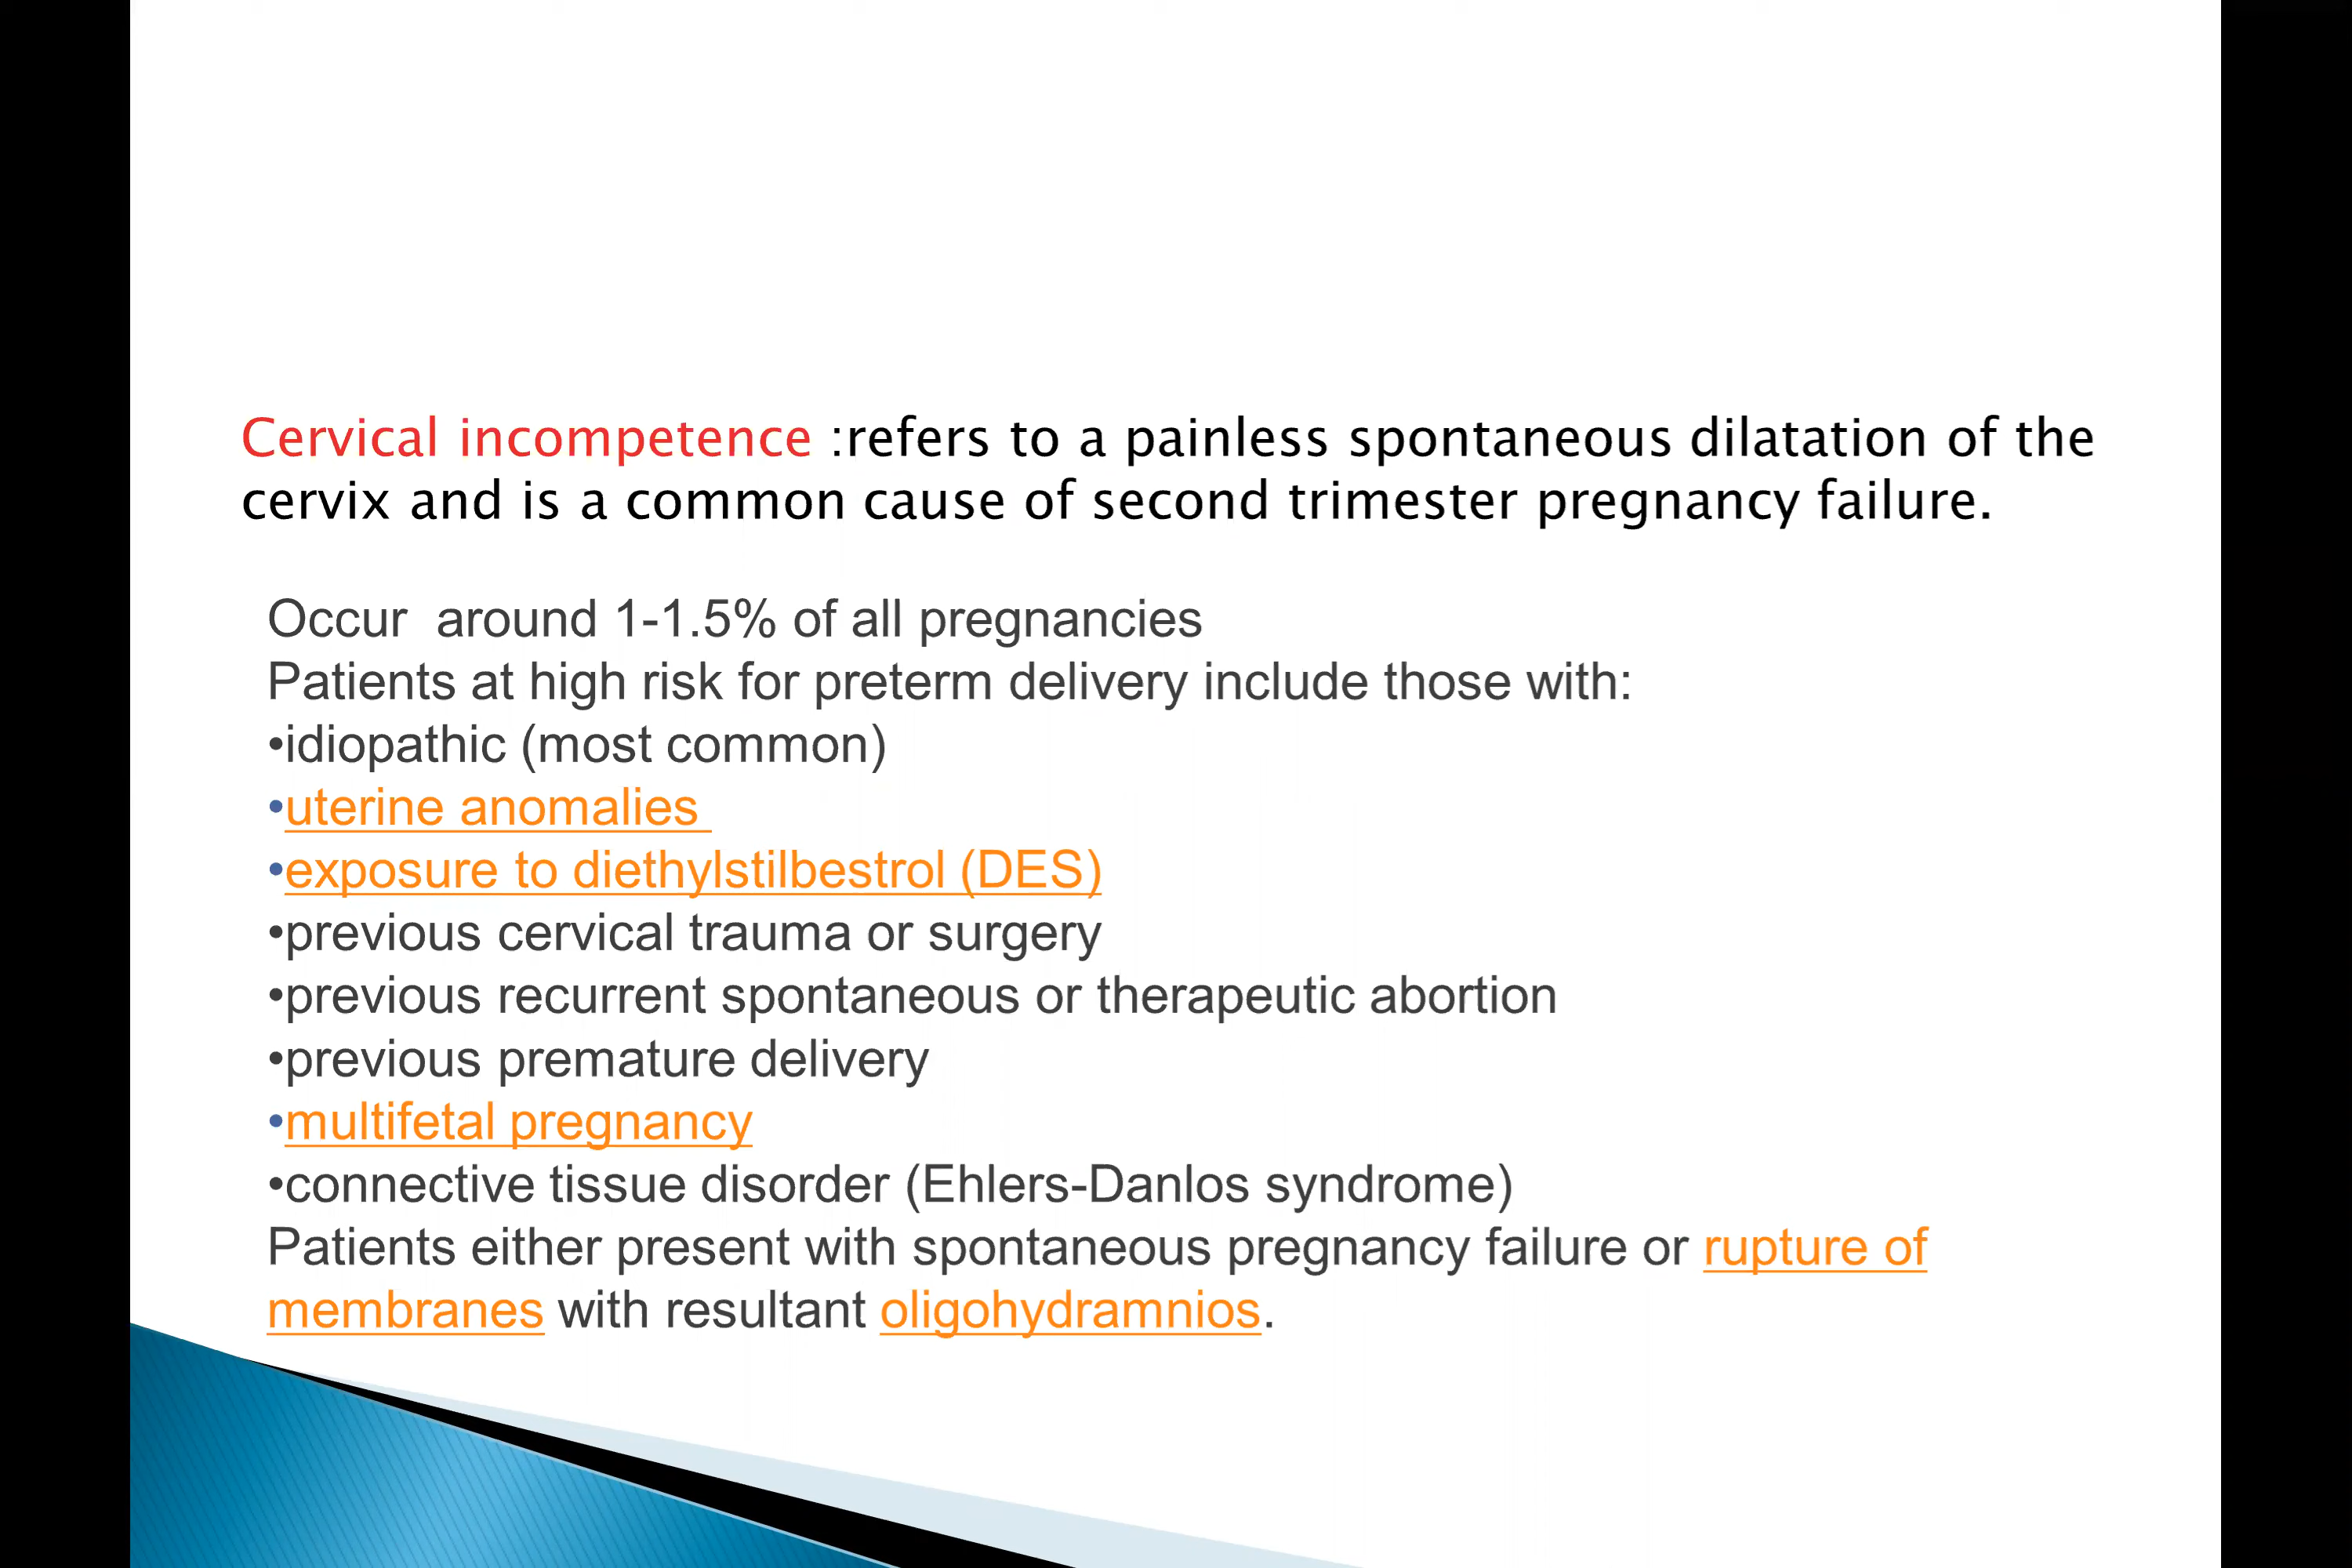 Cervical incompetence :refers to a painless spontaneous dilatation of the
cervix and is a common cause of second trimester pregnancy failure.
Occur around 1-1.5% of all pregnancies
Patients at high risk for preterm delivery include those with:
•idiopathic (most common)
•uterine anomalies
•exposure to diethylstilbestrol (DES)
•previous cervical trauma or surgery
•previous recurrent spontaneous or therapeutic abortion
•previous premature delivery
•multifetal pregnancy
•connective tissue disorder (Ehlers-Danlos syndrome)
Patients either present with spontaneous pregnancy failure or rupture of
membranes with resultant oligohydramnios.